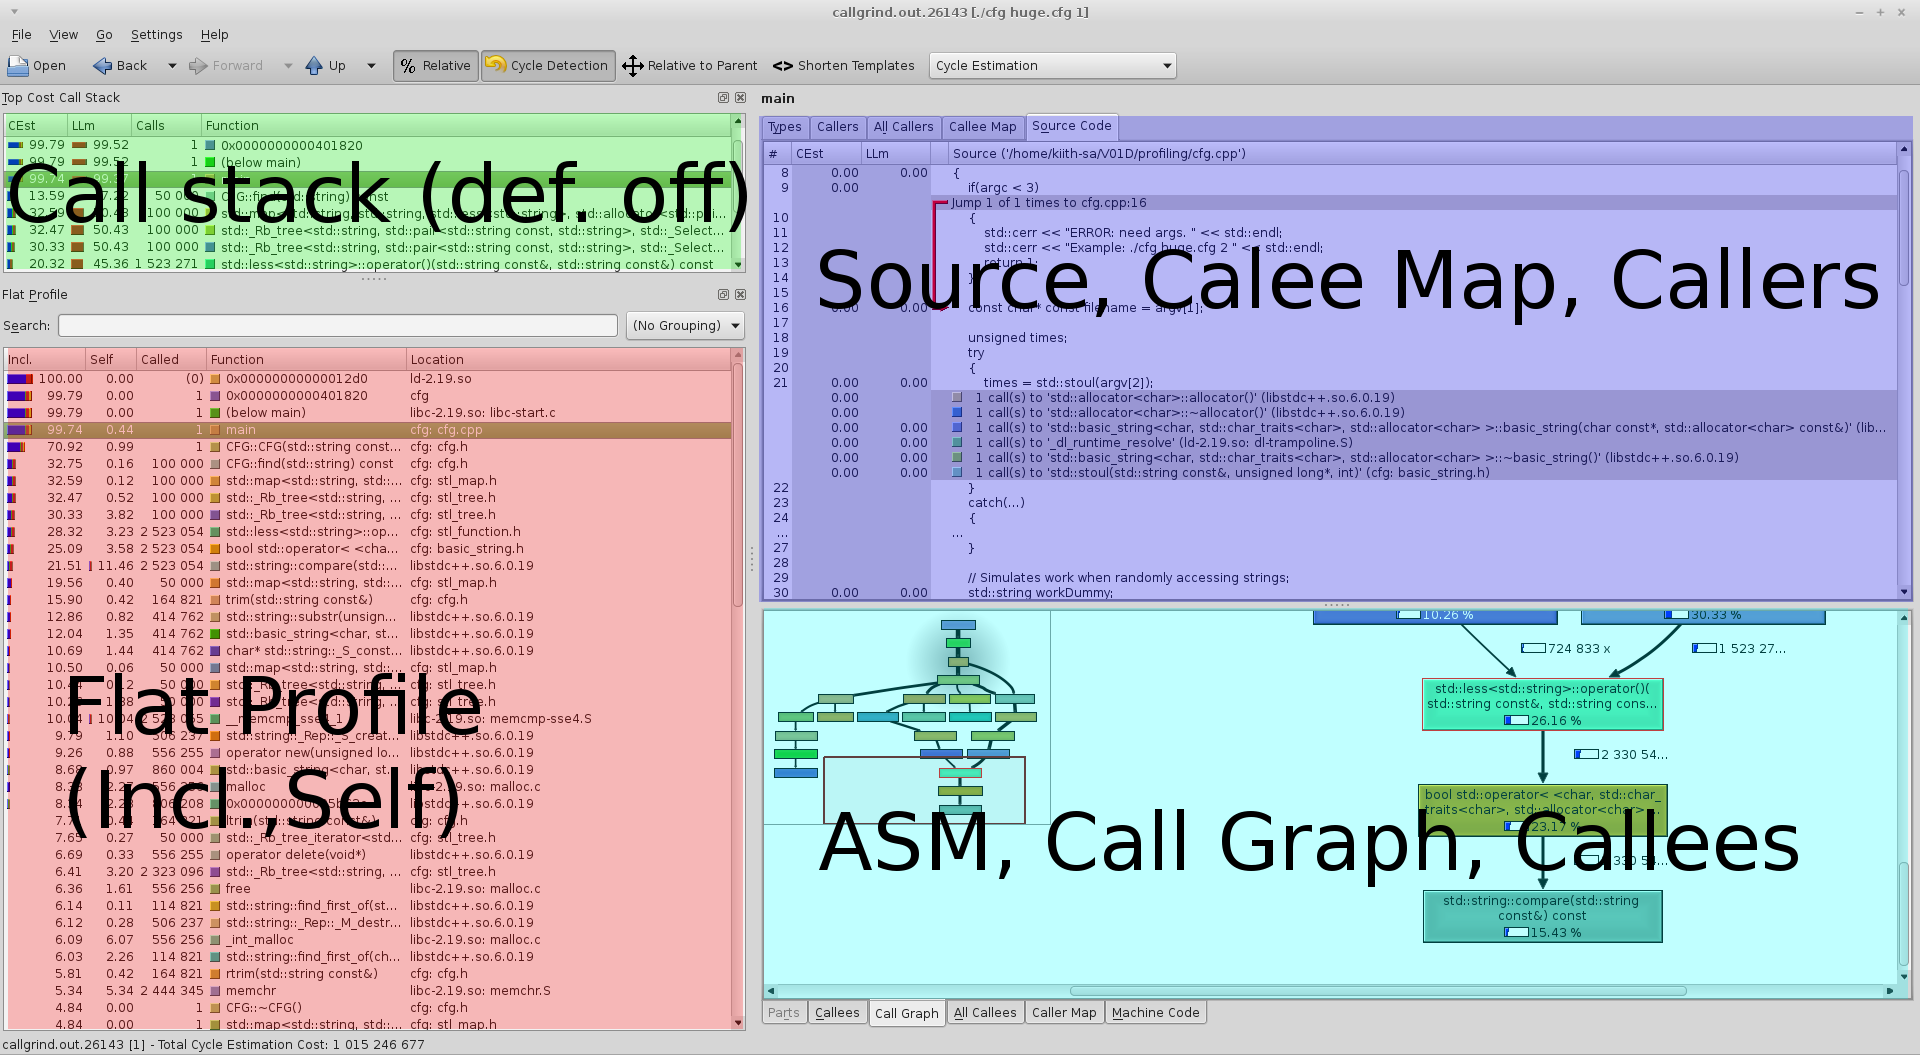 callgrind.out.26143 [./cfg huge.cfg 1]
File View Go Settings Help
Open Back Forward Up % Relative Cycle Detection Relative to Parent <> Shorten Templates Cycle Estimation
Top Cost Call Stack
CEst LLm Calls Function
99.79 99.52 1 0x0000000000401820
99.79 99.52 1 (below main)
Call stack (def. off)
13.59 50 000
100 000
32.47 50.43 100 000 std::_Rb_tree<std::string, std::pair<std::string const, std::string>, std::_Select...
30.33 50.43 100 000 std::_Rb_tree<std::string, std::pair<std::string const, std::string>, std::_Select...
20.32 45.36 1 523 271 std::less<std::string>::operator()(std::string const&, std::string const&) const
Flat Profile
Search: (No Grouping)
Incl. Self Called Function Location
100.00 0.00 (0) 0x00000000000012d0 ld-2.19.so
99.79 0.00 1 0x0000000000401820 cfg
99.79 0.00 1 (below main) libc-2.19.so: libc-start.c
99.74 0.44 1 main cfg: cfg.cpp
70.92 0.99 1 CFG::CFG(std::string const... cfg: cfg.h
32.75 0.16 100 000 CFG::find(std::string) const cfg: cfg.h
32.59 0.12 100 000 std::map<std::string, std::... cfg: stl_map.h
32.47 0.52 100 000 std::_Rb_tree<std::string, ... cfg: stl_tree.h
30.33 3.82 100 000 std::_Rb_tree<std::string, ... cfg: stl_tree.h
28.32 3.23 2 523 054 std::less<std::string>::op... cfg: stl_function.h
25.09 3.58 2 523 054 bool std::operator< <cha... cfg: basic_string.h
21.51 11.46 2 523 054 std::string::compare(std::... libstdc++.so.6.0.19
19.56 0.40 50 000 std::map<std::string, std::... cfg: stl_map.h
15.90 0.42 164 821 trim(std::string const&) cfg: cfg.h
12.86 0.82 414 762 std::string::substr(unsign... libstdc++.so.6.0.19
12.04 1.35 414 762 std::basic_string<char, st... libstdc++.so.6.0.19
10.69 1.44 414 762 char* std::string::_S_const... libstdc++.so.6.0.19
10.50 0.06 50 000 std::map<std::string, std::... cfg: stl_map.h
50 000 std::_Rb_tree<std::string, ... cfg: stl_tree.h
50 000 std::_Rb_tree<std::string, ... cfg: stl_tree.h
Flat Profile
__memcmp_sse4_1 libc-2.19.so: memcmp-sse4.S
9.79 1.10 506 237 std::string::_Rep::_S_creat... libstdc++.so.6.0.19
9.26 0.88 556 255 operator new(unsigned lo... libstdc++.so.6.0.19
8.68 0.97 860 004 std::basic_string<char, st... libstdc++.so.6.0.19
malloc libc-2.19.so: malloc.c
(Incl.,Self)
libstdc++.so.6.0.19
ltrim(std::string const&) cfg: cfg.h
7.65 0.27 50 000 std::_Rb_tree_iterator<std... cfg: stl_tree.h
6.69 0.33 556 255 operator delete(void*) libstdc++.so.6.0.19
6.41 3.20 2 323 096 std::_Rb_tree<std::string, ... cfg: stl_tree.h
6.36 1.61 556 256 free libc-2.19.so: malloc.c
6.14 0.11 114 821 std::string::find_first_of(st... libstdc++.so.6.0.19
6.12 0.28 506 237 std::string::_Rep::_M_destr... libstdc++.so.6.0.19
6.09 6.07 556 256 _int_malloc libc-2.19.so: malloc.c
6.03 2.26 114 821 std::string::find_first_of(ch... libstdc++.so.6.0.19
5.81 0.42 164 821 rtrim(std::string const&) cfg: cfg.h
5.34 5.34 2 444 345 memchr libc-2.19.so: memchr.S
4.84 0.00 1 CFG::~CFG() cfg: cfg.h
4.84 0.00 1 std::map<std::string, std::... cfg: stl_map.h
callgrind.out.26143 [1] - Total Cycle Estimation Cost: 1 015 246 677
main
Types Callers All Callers Callee Map Source Code
# CEst LLm Source ('/home/kiith-sa/V01D/profiling/cfg.cpp')
8 0.00 0.00 {
9 0.00 if(argc < 3)
Jump 1 of 1 times to cfg.cpp:16
10 {
11 std::cerr << "ERROR: need args. " << std::endl;
12 std::cerr << "Example: ./cfg huge.cfg 2 " << std::endl;
13 return 1;
14 }
Source, Calee Map, Callers
15
16 0.00 0.00 const char* const filename = argv[1];
17
18 unsigned times;
19 try
20 {
21 0.00 0.00 times = std::stoul(argv[2]);
0.00 0.00 1 call(s) to 'std::allocator<char>::allocator()' (libstdc++.so.6.0.19)
0.00 1 call(s) to 'std::allocator<char>::~allocator()' (libstdc++.so.6.0.19)
0.00 0.00 1 call(s) to 'std::basic_string<char, std::char_traits<char>, std::allocator<char> >::basic_string(char const*, std::allocator<char> const&)' (lib...
0.00 0.00 1 call(s) to '_dl_runtime_resolve' (ld-2.19.so: dl-trampoline.S)
0.00 0.00 1 call(s) to 'std::basic_string<char, std::char_traits<char>, std::allocator<char> >::~basic_string()' (libstdc++.so.6.0.19)
0.00 0.00 1 call(s) to 'std::stoul(std::string const&, unsigned long*, int)' (cfg: basic_string.h)
22 }
23 catch(...)
24 {
... ...
27 }
28
29 // Simulates work when randomly accessing strings;
30 0.00 0.00 std::string workDummy;
10.26 % 30.33 %
724 833 x 1 523 27...
std::less<std::string>::operator()(
std::string const&, std::string cons...
26.16 %
2 330 54...
bool std::operator< <char, std::char_
traits<char>, std::allocator<char>...
23.17 %
ASM, Call Graph, Callees
std::string::compare(std::string
const&) const
15.43 %
Parts Callees Call Graph All Callees Caller Map Machine Code